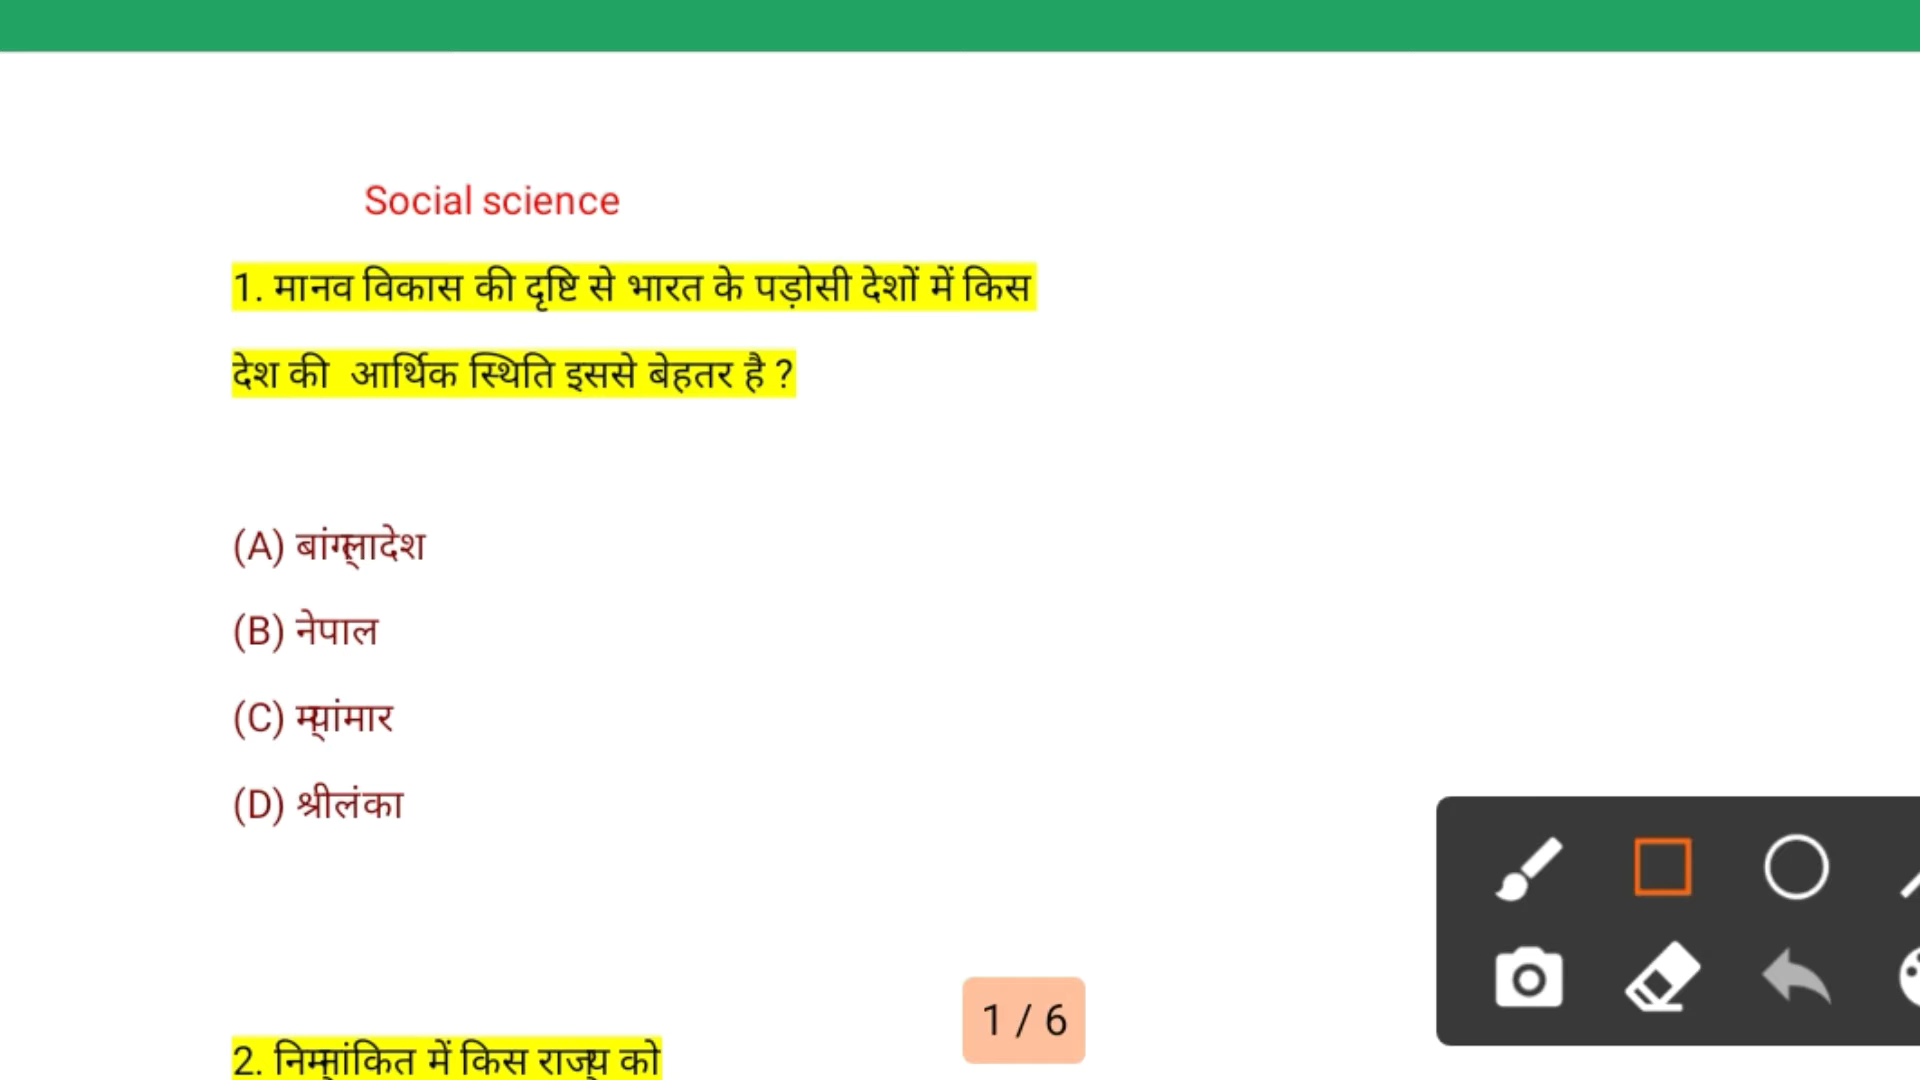 Social science
1. मानव विकास की दृष्टि से भारत के पड़ोसी देशों में किस
देश की आर्थिक स्थिति इससे बेहतर है ?
(A) बांग्लादेश
(B) नेपाल
(C) म्यांमार
(D) श्रीलंका
1 / 6
2. निम्नांकित में किस राज्य को